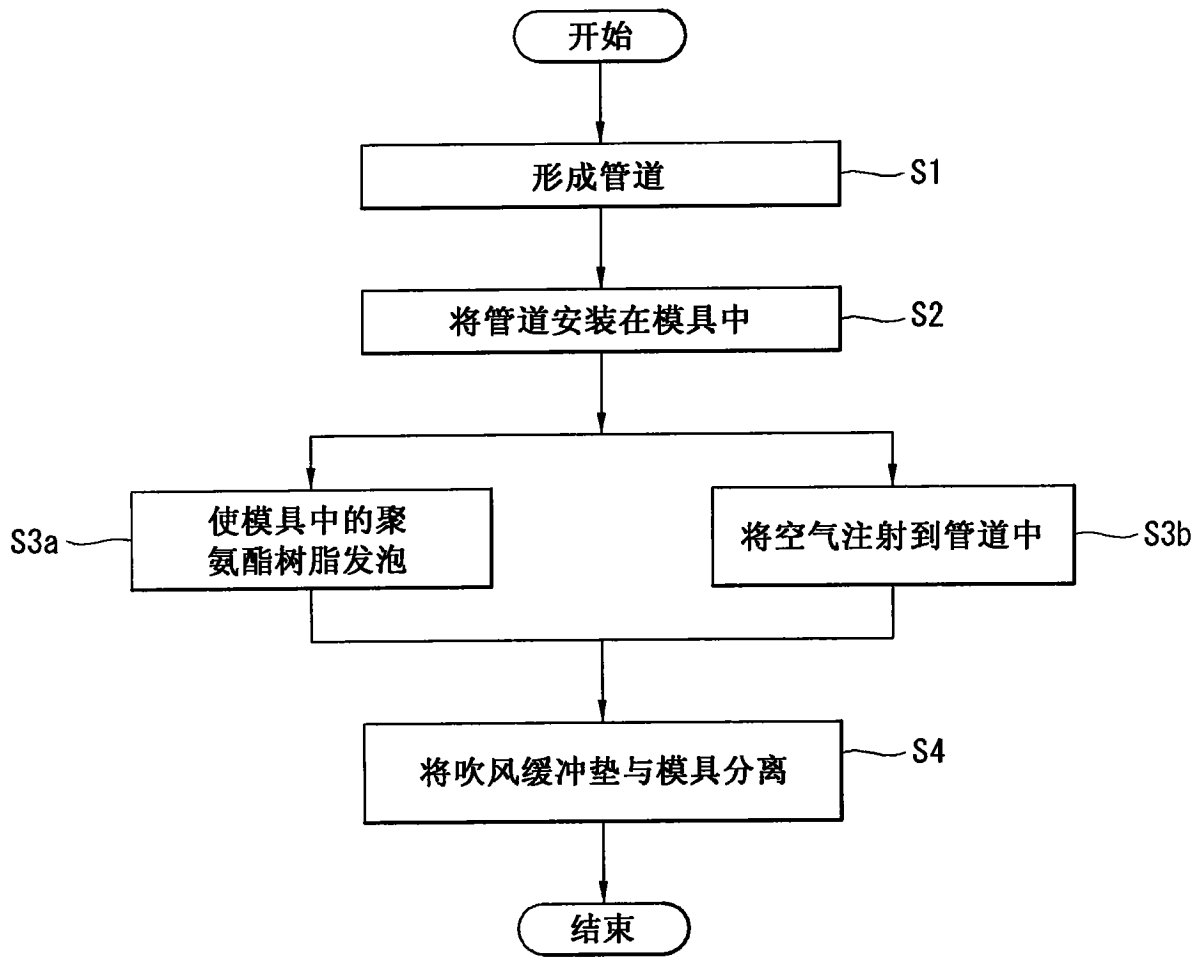 开始
形成管道
S1
将管道安装在模具中
S2
S3a
使模具中的聚
氨酯树脂发泡
将空气注射到管道中
S3b
将吹风缓冲垫与模具分离
S4
结束